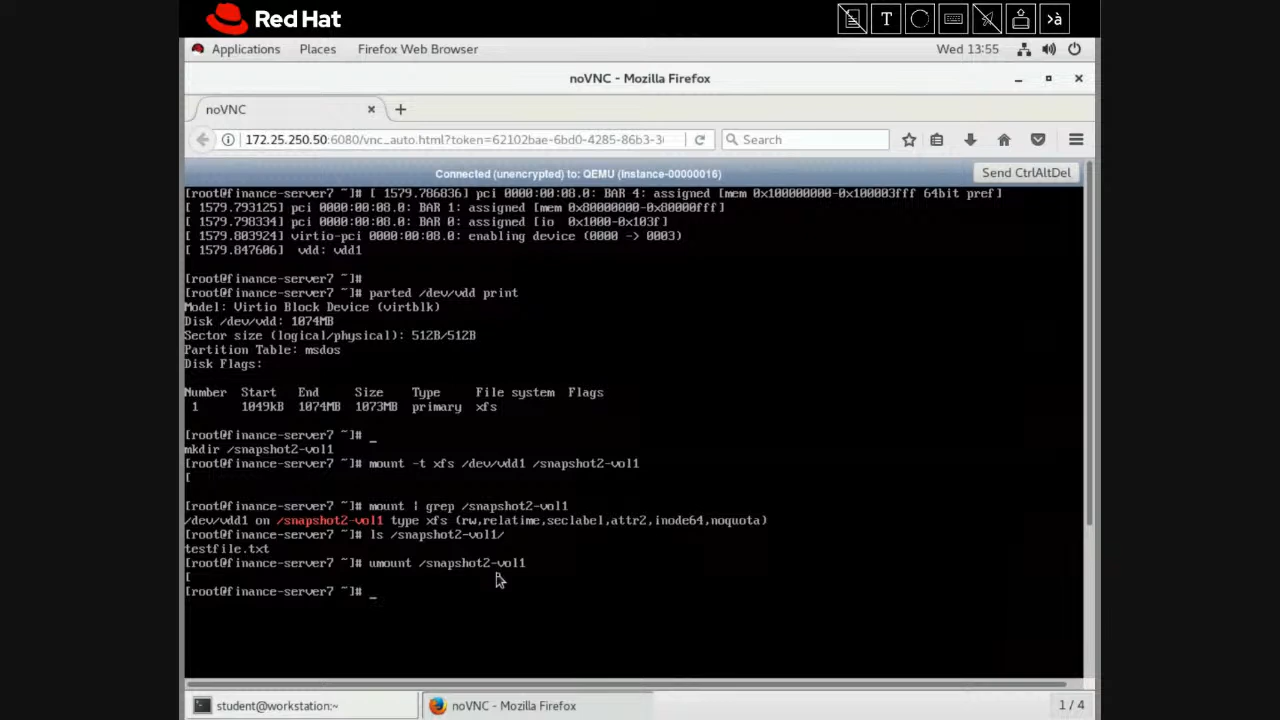 Red Hat
T
>à
Applications Places Firefox Web Browser Wed 13:55
noVNC - Mozilla Firefox
noVNC
172.25.250.50:6080/vnc_auto.html?token=62102bae-6bd0-4285-86b3-3 Search
Connected (unencrypted) to: QEMU (instance-00000016) Send CtrlAltDel
[root@finance-server7 ~]# [ 1579.786836] pci 0000:00:08.0: BAR 4: assigned [mem 0x100000000-0x100003fff 64bit pref]
[ 1579.793125] pci 0000:00:08.0: BAR 1: assigned [mem 0x80000000-0x80000fff]
[ 1579.798334] pci 0000:00:08.0: BAR 0: assigned [io  0x1000-0x103f]
[ 1579.803924] virtio-pci 0000:00:08.0: enabling device (0000 -> 0003)
[ 1579.847606]  vdd: vdd1
[root@finance-server7 ~]#
[root@finance-server7 ~]# parted /dev/vdd print
Model: Virtio Block Device (virtblk)
Disk /dev/vdd: 1074MB
Sector size (logical/physical): 512B/512B
Partition Table: msdos
Disk Flags:
Number  Start   End     Size    Type     File system  Flags
1      1049kB  1074MB  1073MB  primary  xfs
[root@finance-server7 ~]# _
mkdir /snapshot2-vol1
[root@finance-server7 ~]# mount -t xfs /dev/vdd1 /snapshot2-vol1
[
[root@finance-server7 ~]# mount | grep /snapshot2-vol1
/dev/vdd1 on /snapshot2-vol1 type xfs (rw,relatime,seclabel,attr2,inode64,noquota)
[root@finance-server7 ~]# ls /snapshot2-vol1/
testfile.txt
[root@finance-server7 ~]# umount /snapshot2-vol1
[
[root@finance-server7 ~]# _
student@workstation:~ noVNC - Mozilla Firefox 1 / 4